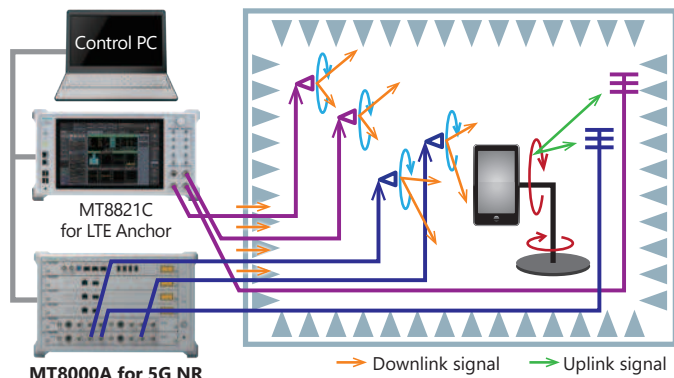 Control PC
MT8821C
for LTE Anchor
MT8000A for 5G NR
Downlink signal
Uplink signal